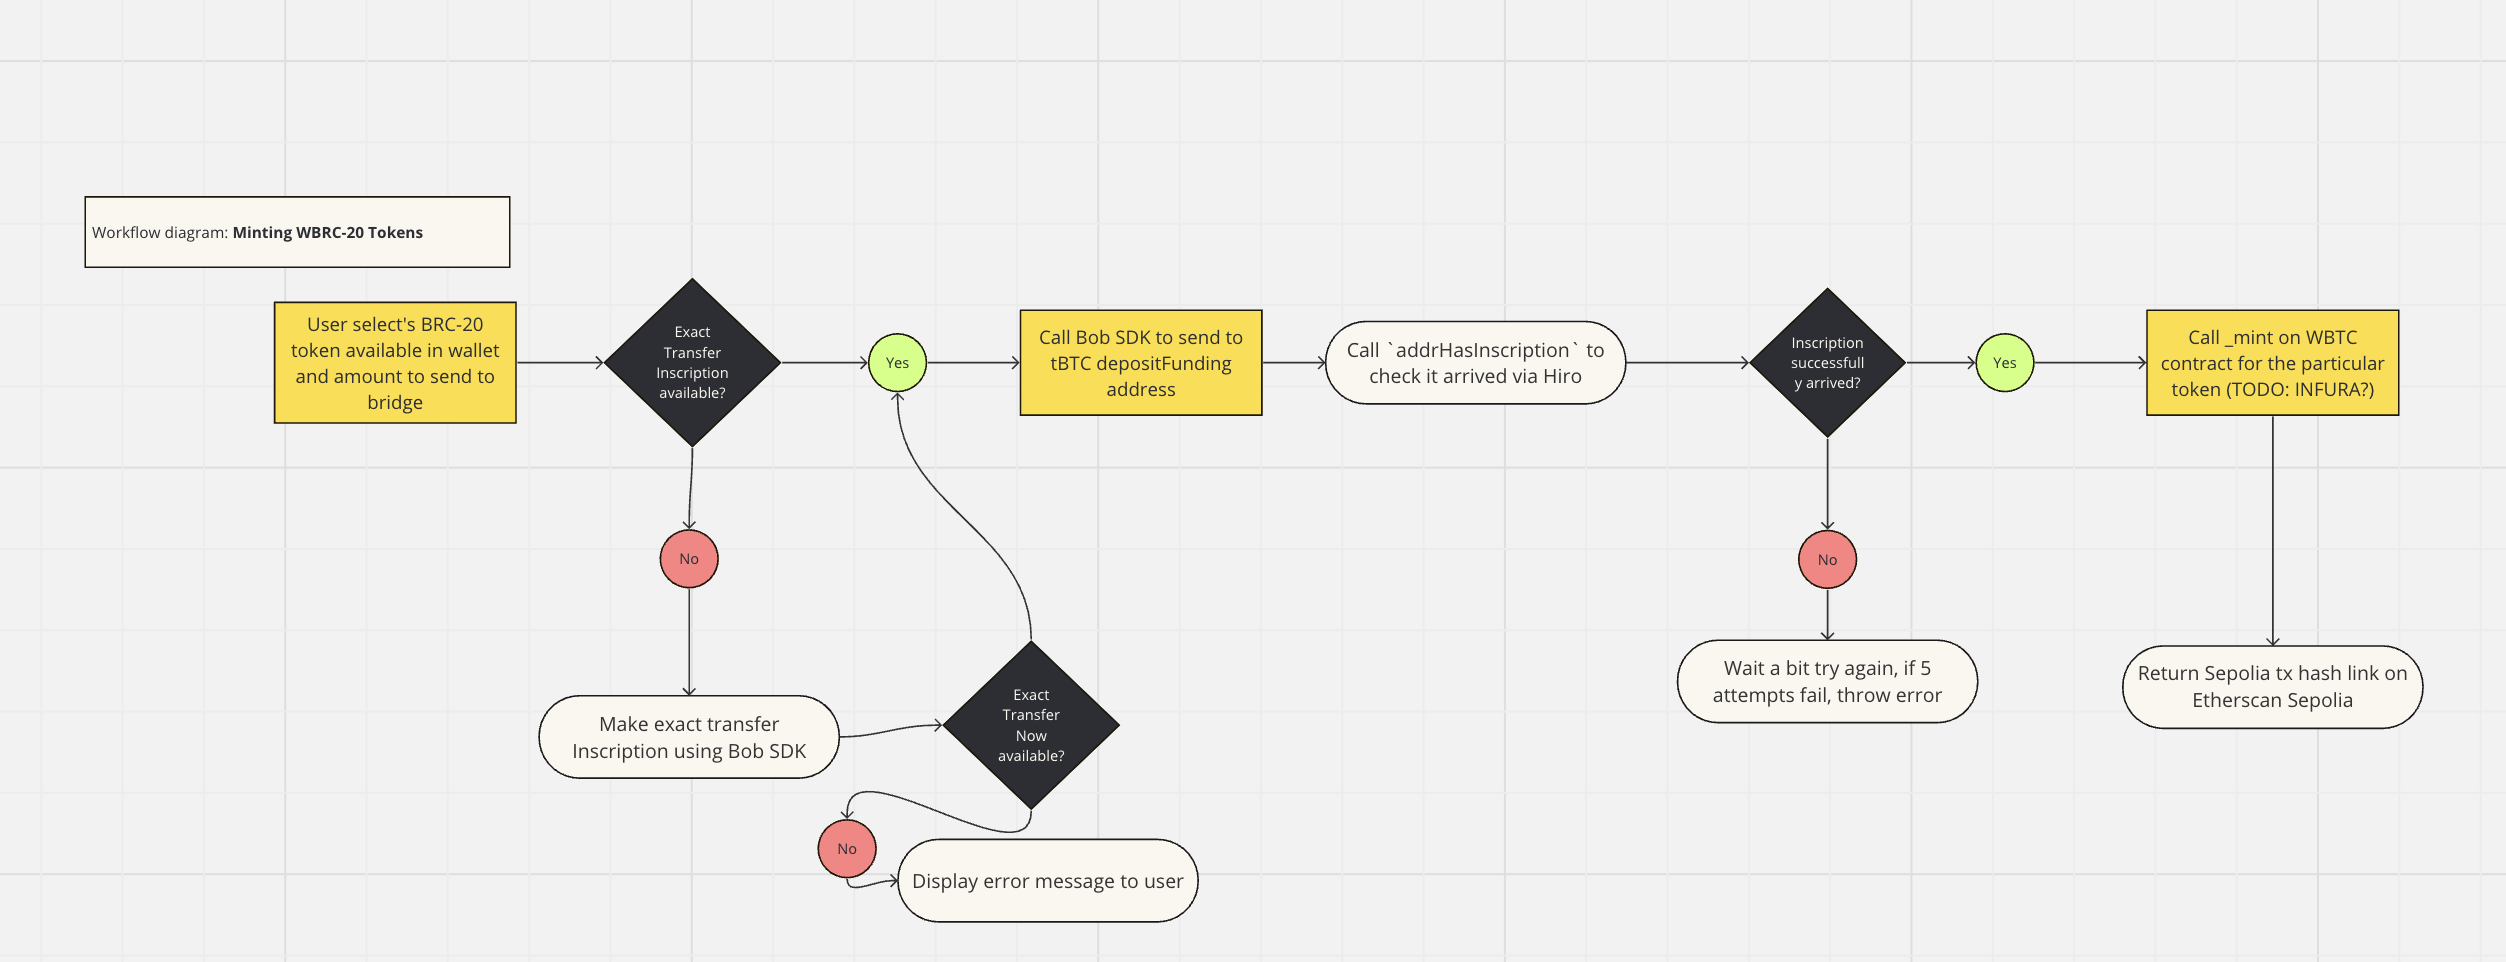 Workflow diagram: Minting WBRC-20 Tokens
User select's BRC-20
token available in wallet
and amount to send to
bridge
Exact
Transfer
Inscription
available?
Yes
Call Bob SDK to send to
tBTC depositFunding
address
Call `addrHasInscription` to
check it arrived via Hiro
Inscription
successfull
y arrived?
Yes
Call _mint on WBTC
contract for the particular
token (TODO: INFURA?)
No
Make exact transfer
Inscription using Bob SDK
Exact
Transfer
Now
available?
No
Display error message to user
No
Wait a bit try again, if 5
attempts fail, throw error
Return Sepolia tx hash link on
Etherscan Sepolia